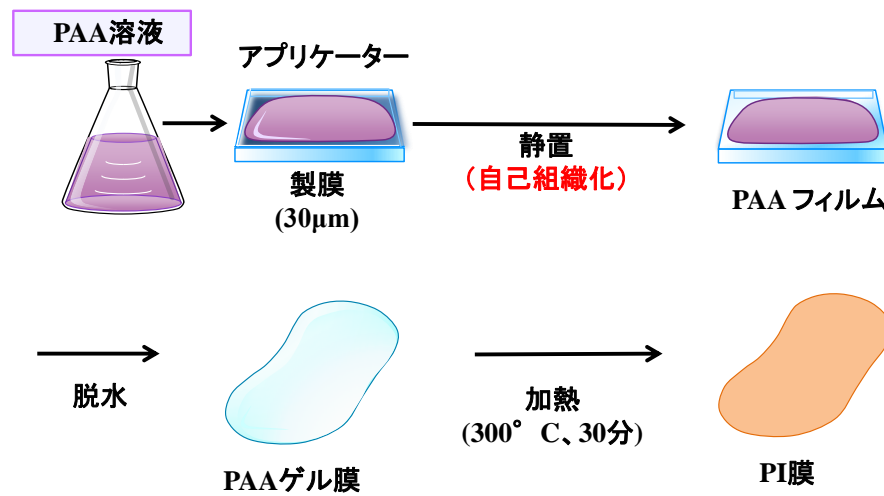 PAA溶液
アプリケーター
製膜
(30μm)
静置
（自己組織化）
PAA フィルム
脱水
PAAゲル膜
加熱
(300°C、30分)
PI膜